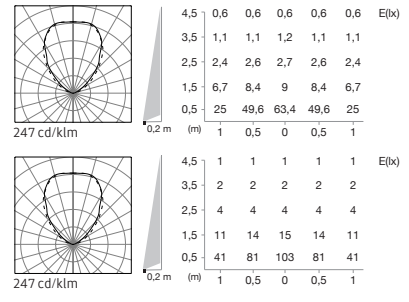 4,5 0,6 0,6 0,6 0,6 0,6 E(lx)
3,5 1,1 1,1 1,2 1,1 1,1
2,5 2,4 2,6 2,7 2,6 2,4
1,5 6,7 8,4 9 8,4 6,7
0,5 25 49,6 63,4 49,6 25
247 cd/klm 0,2 m (m) 1 0,5 0 0,5 1
4,5 1 1 1 1 1 E(lx)
3,5 2 2 2 2 2
2,5 4 4 4 4 4
1,5 11 14 15 14 11
0,5 41 81 103 81 41
247 cd/klm 0,2 m (m) 1 0,5 0 0,5 1